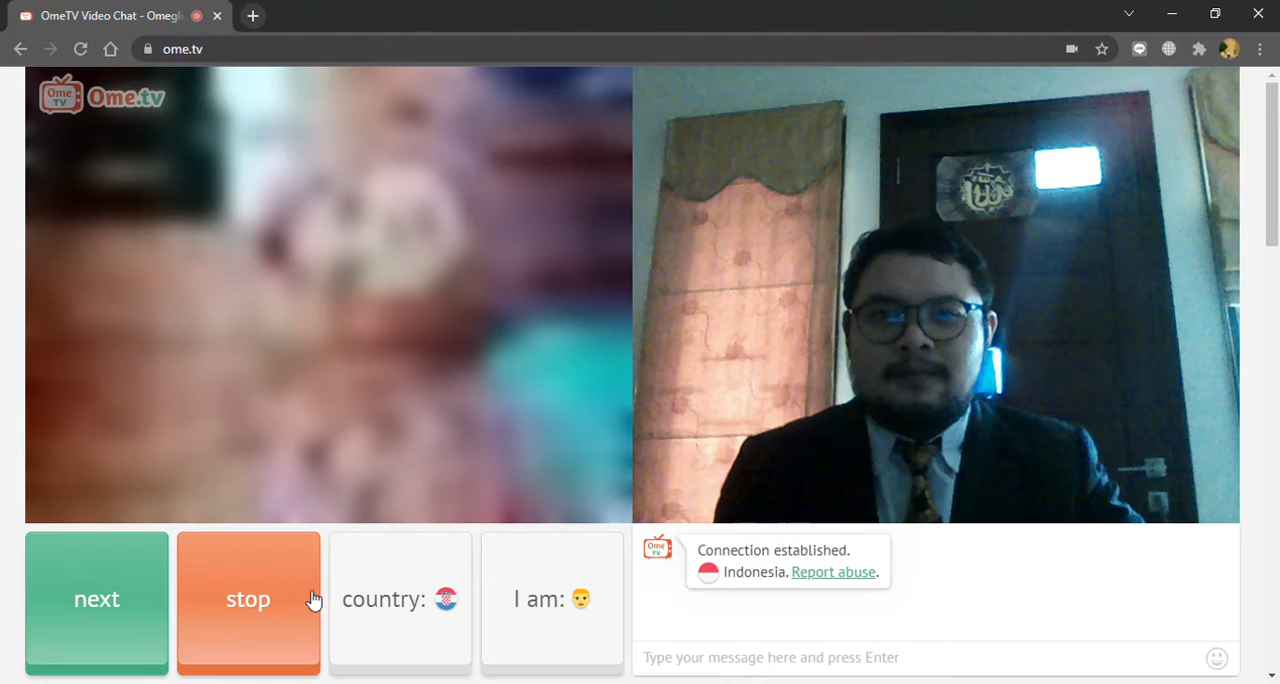 OmeTV Video Chat - Omegl
ome.tv
Ome TV Ome.tv
الله
next
stop
country:
I am:
Ome TV
Connection established.
Indonesia. Report abuse.
Type your message here and press Enter